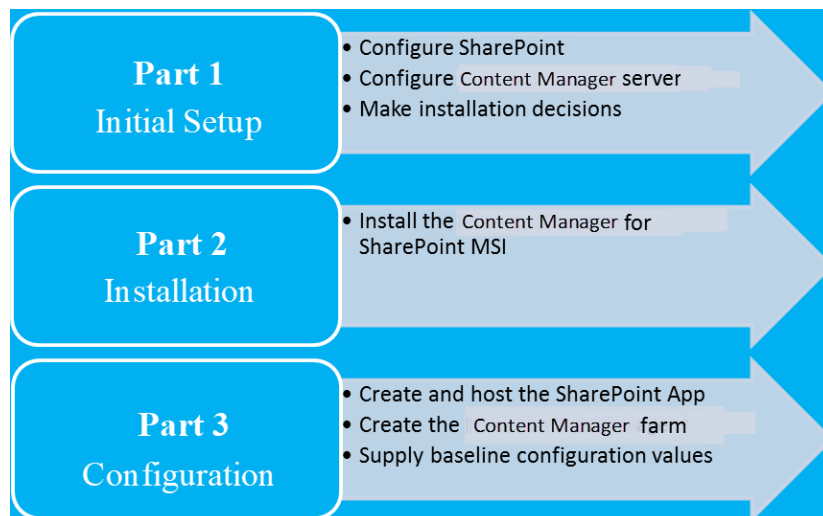 Part 1
Initial Setup
• Configure SharePoint
• Configure Content Manager server
• Make installation decisions
Part 2
Installation
• Install the Content Manager for
SharePoint MSI
Part 3
Configuration
• Create and host the SharePoint App
• Create the Content Manager farm
• Supply baseline configuration values